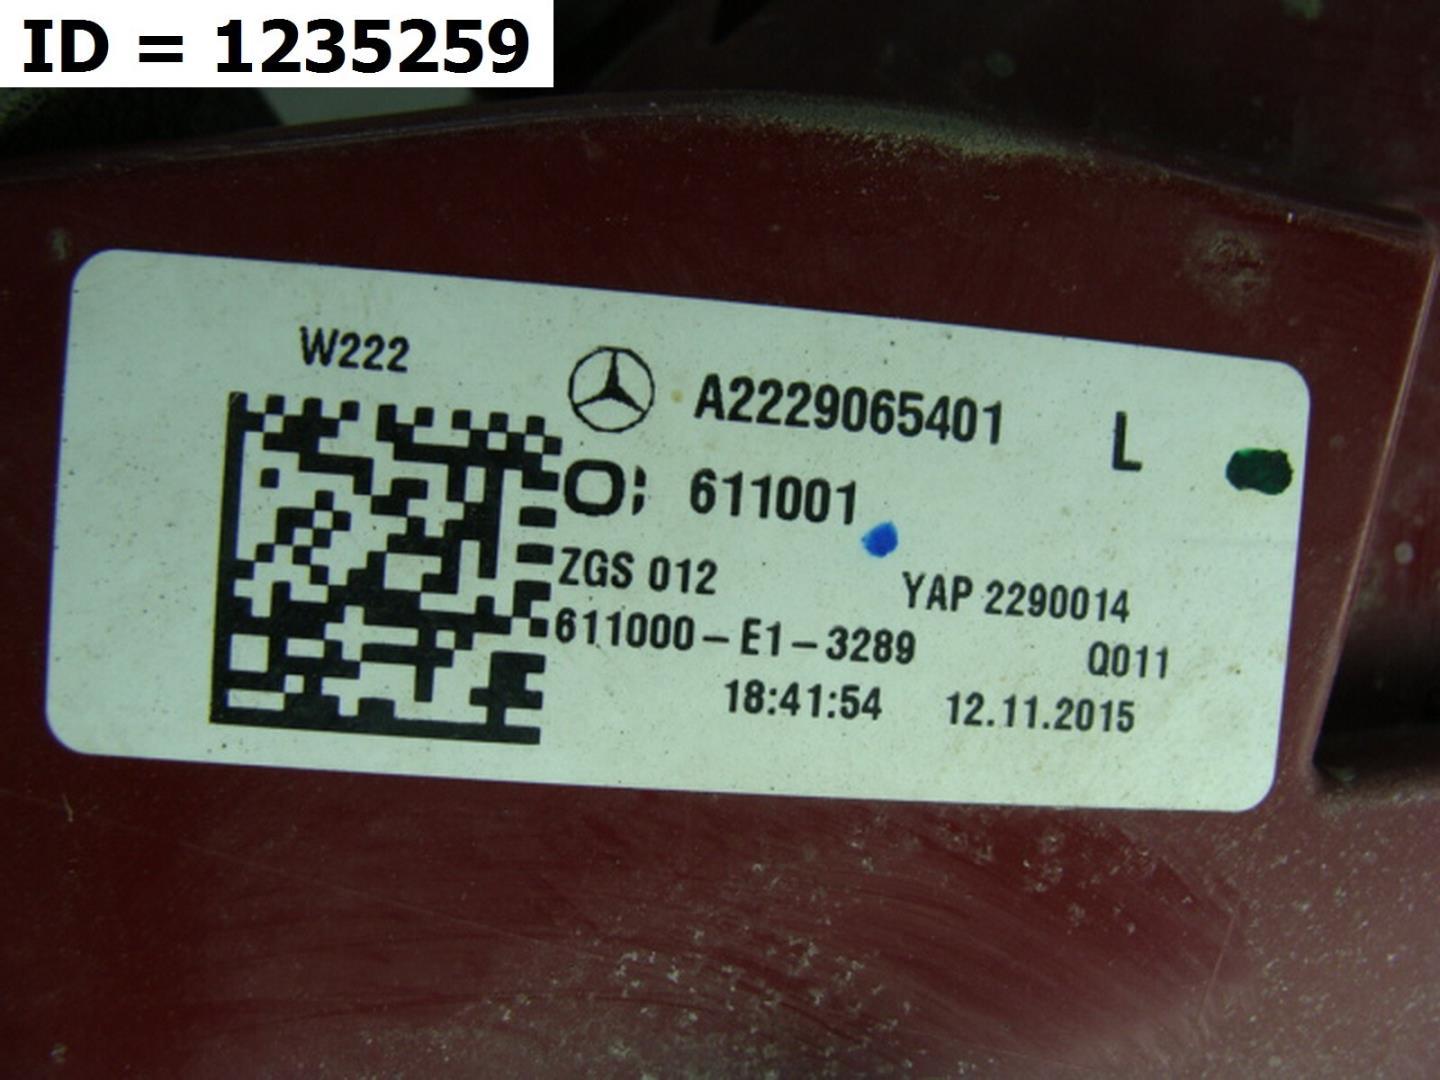 ID = 1235259
W222
A2229065401 L
611001
ZGS 012 YAP 2290014
611000-E1-3289 Q011
18:41:54 12.11.2015